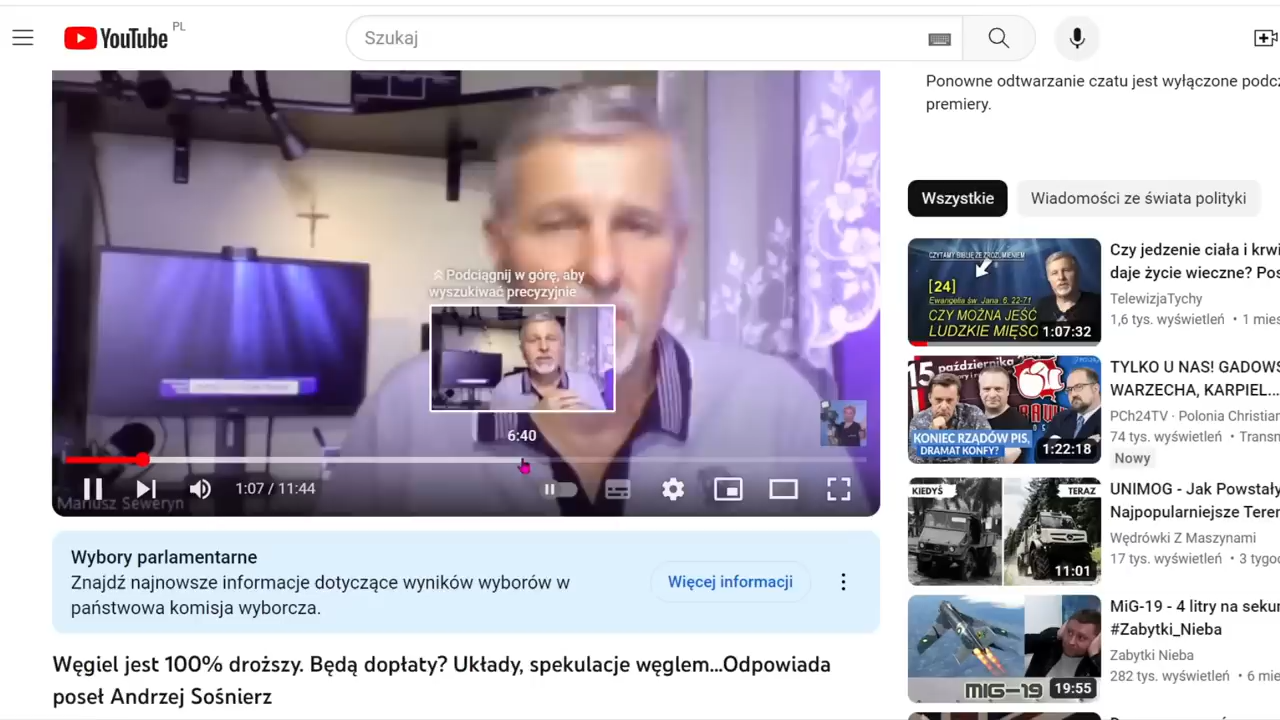 YouTube PL
Szukaj
Podciągnij w górę, aby
wyszukiwać precyzyjnie
6:40
1:07 / 11:44
Mariusz Seweryn
Wybory parlamentarne
Znajdź najnowsze informacje dotyczące wyników wyborów w
państwowa komisja wyborcza.
Więcej informacji
Węgiel jest 100% droższy. Będą dopłaty? Układy, spekulacje węglem...Odpowiada
poseł Andrzej Sośnierz
Ponowne odtwarzanie czatu jest wyłączone podcz
premiery.
Wszystkie
Wiadomości ze świata polityki
CZYTAMY BIBLIĘ ZE ZROZUMIENIEM
[24]
Ewangelia św. Jana: 6: 22-71
CZY MOŻNA JEŚĆ
LUDZKIE MIĘSO
1:07:32
Czy jedzenie ciała i krwi
daje życie wieczne? Pos
TelewizjaTychy
1,6 tys. wyświetleń • 1 mies
15 października
KONIEC RZĄDÓW PIS,
DRAMAT KONFY?
1:22:18
TYLKO U NAS! GADOWS
WARZECHA, KARPIEL...
PCh24TV - Polonia Christian
74 tys. wyświetleń • Transm
Nowy
KIEDYŚ
TERAZ
11:01
UNIMOG - Jak Powstały
Najpopularniejsze Teren
Wędrówki Z Maszynami
17 tys. wyświetleń • 3 tygo
MIG-19
19:55
MiG-19 - 4 litry na seku
#Zabytki_Nieba
Zabytki Nieba
282 tys. wyświetleń • 6 mie